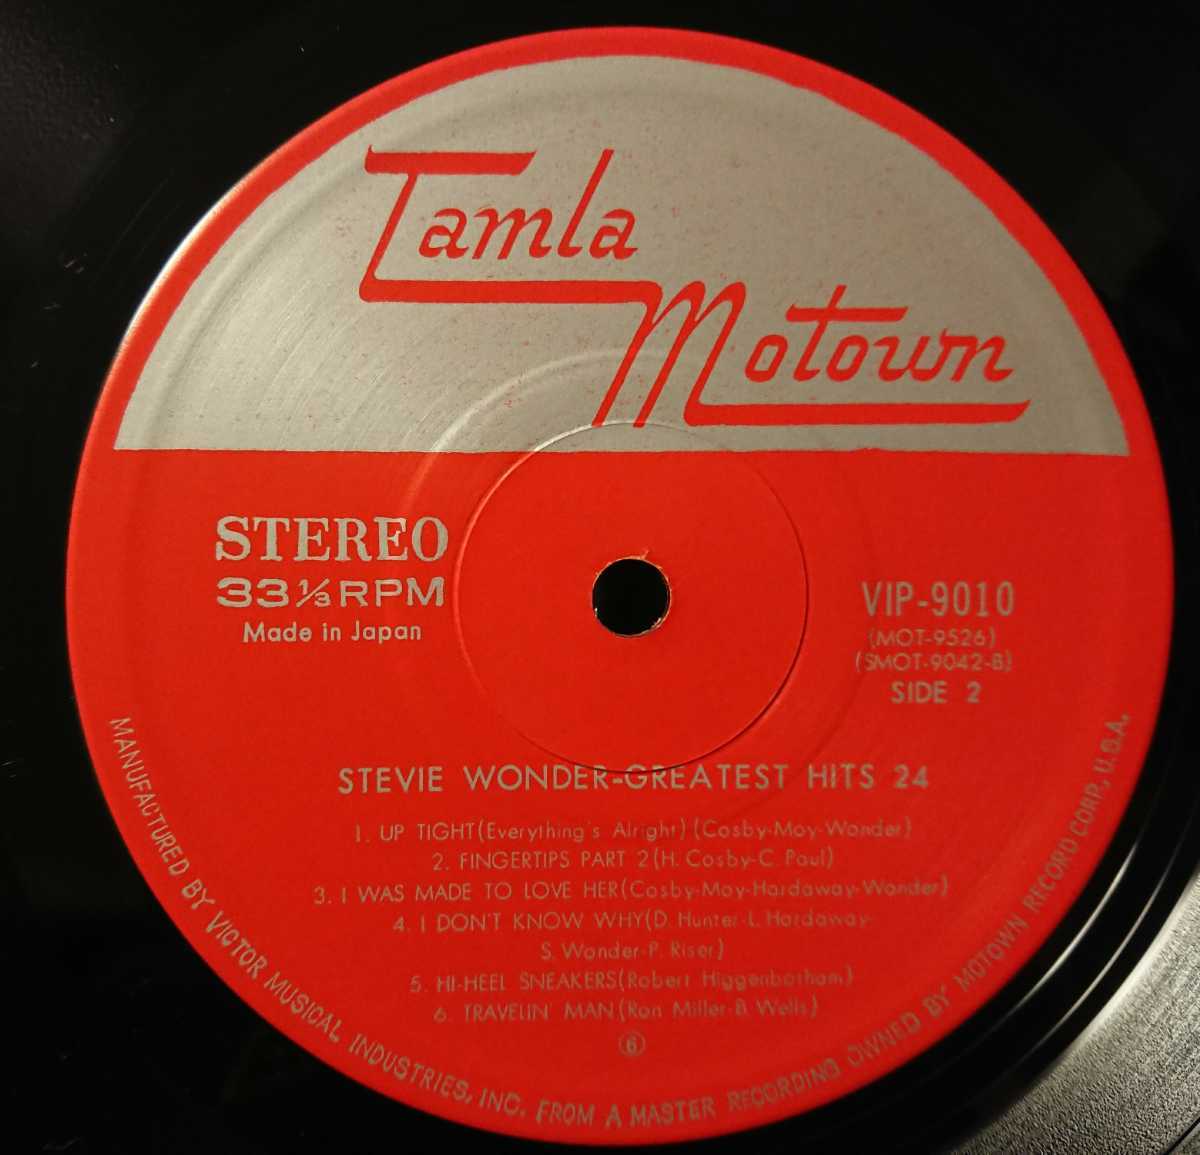 Tamla
Motown
STEREO
33⅓RPM
Made in Japan
VIP-9010
(MOT-9526)
(SMOT-9042-B)
SIDE 2
STEVIE WONDER-GREATEST HITS 24
1. UP TIGHT(Everything's Alright)(Cosby-Moy-Wonder)
2. FINGERTIPS PART 2(H. Cosby-C. Paul)
3. I WAS MADE TO LOVE HER(Cosby-Moy-Hardaway-Wonder)
4. I DON'T KNOW WHY(D. Hunter-L. Hardaway-
S. Wonder-P. Riser)
5. HI-HEEL SNEAKERS(Robert Higgenbotham)
6. TRAVELIN' MAN(Ron Miller-B. Wells)
⑥
MANUFACTURED BY VICTOR MUSICAL INDUSTRIES, INC. FROM A MASTER RECORDING OWNED BY MOTOWN RECORD CORP., U.S.A.